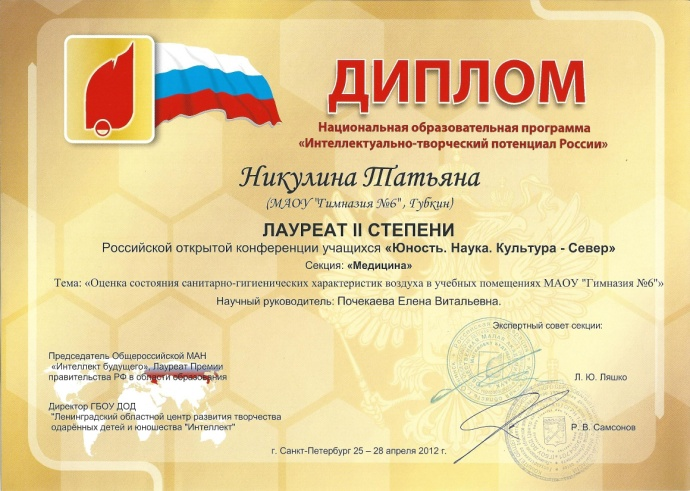 ДИПЛОМ
Национальная образовательная программа
«Интеллектуально-творческий потенциал России»
Никулина Татьяна
(МАОУ "Гимназия №6" , Губкин)
ЛАУРЕАТ II СТЕПЕНИ
Российской открытой конференции учащихся «Юность. Наука. Культура - Север»
Секция: «Медицина»
Тема: «Оценка состояния санитарно-гигиенических характеристик воздуха в учебных помещениях МАОУ "Гимназия №6"»
Научный руководитель: Почекаева Елена Витальевна.
Экспертный совет секции:
Председатель Общероссийской МАН
«Интеллект будущего», Лауреат Премии
правительства РФ в области образования
Л. Ю. Ляшко
Директор ГБОУ ДОД
"Ленинградский областной центр развития творчества
одарённых детей и юношества "Интеллект"
Р. В. Самсонов
г. Санкт-Петербург 25 – 28 апреля 2012 г.